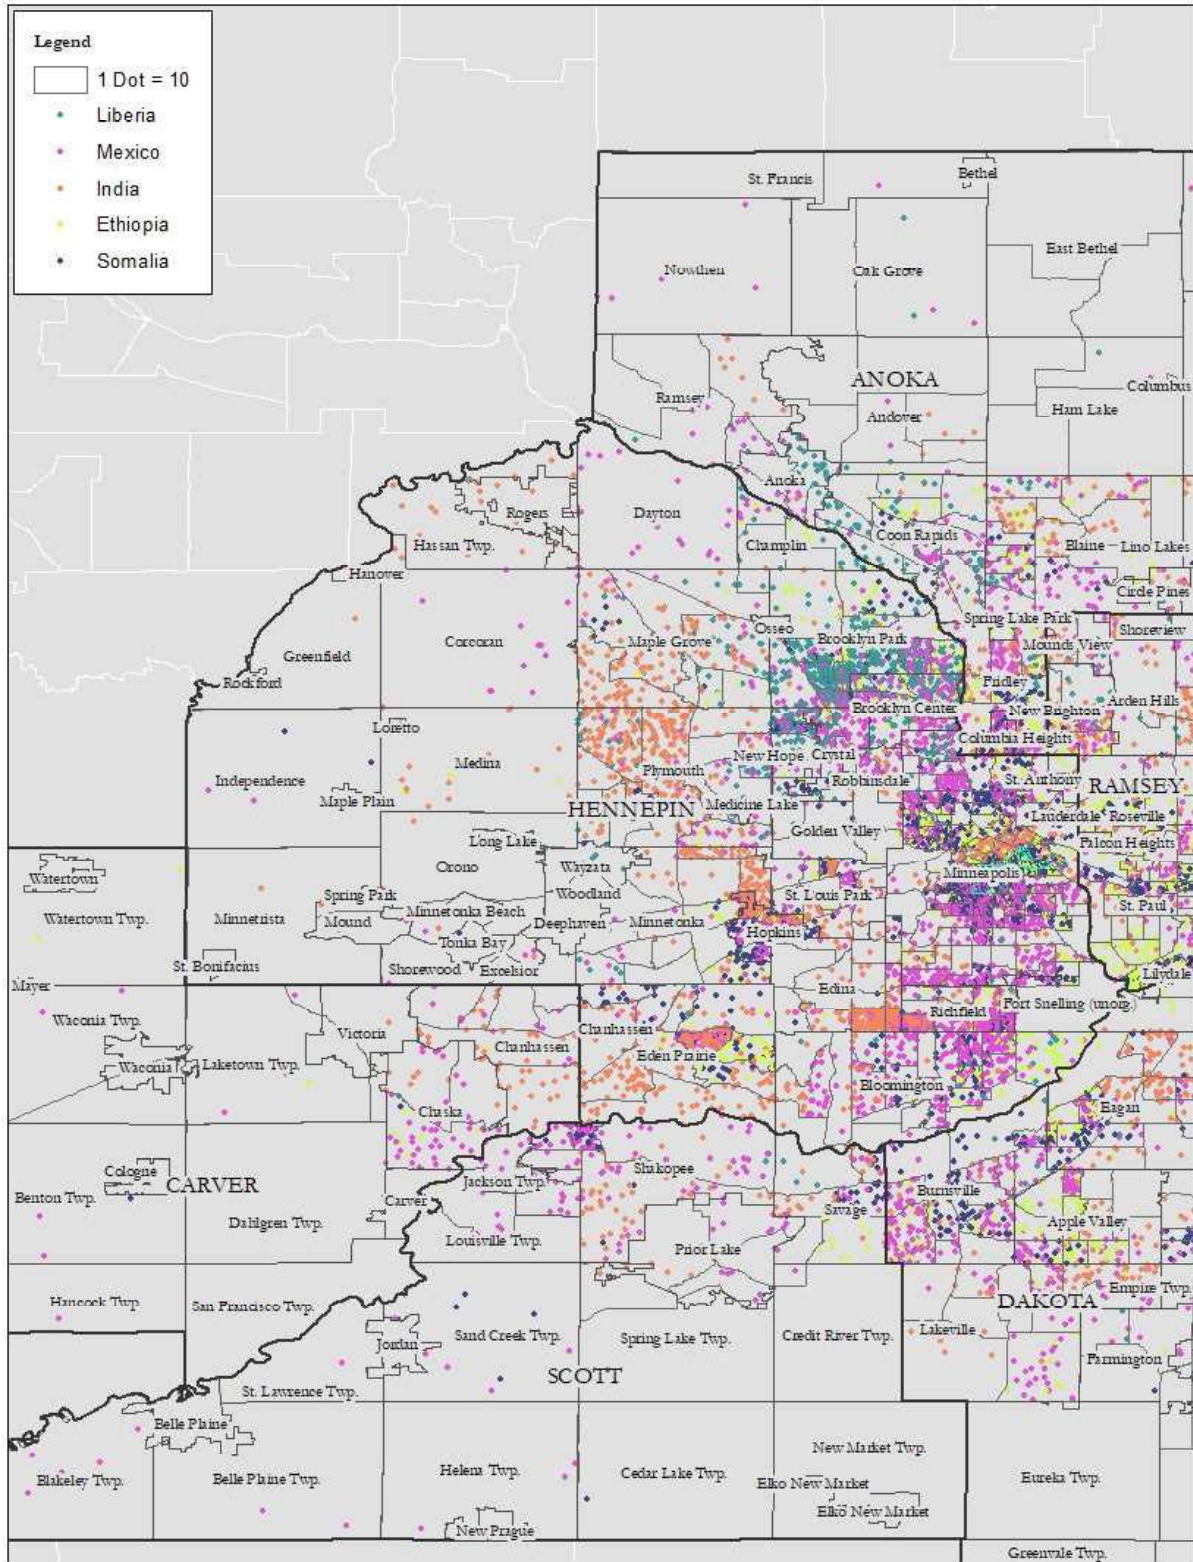 Legend
1 Dot = 10
Liberia
Mexico
India
Ethiopia
Somalia
St. Francis
Bethel
East Bethel
Nowthen
Oak Grove
ANOKA
Columbus
Ramsey
Andover
Ham Lake
Anoka
Rogers
Dayton
Coon Rapids
Hassan Twp.
Champlin
Blaine
Lino Lakes
Hanover
Circle Pines
Spring Lake Park
Osseo
Shoreview
Corcoran
Maple Grove
Brooklyn Park
Mounds View
Greenfield
Rockford
Fridley
Arden Hills
Brooklyn Center
New Brighton
Loretto
Columbia Heights
Medina
New Hope
Crystal
Independence
Plymouth
Robbinsdale
St. Anthony
RAMSEY
Maple Plain
HENNEPIN
Medicine Lake
Lauderdale
Roseville
Golden Valley
Long Lake
Falcon Heights
Orono
Wayzata
Minneapolis
Watertown
Spring Park
Woodland
St. Louis Park
St. Paul
Watertown Twp.
Minnetrista
Mound
Minnetonka Beach
Deephaven
Minnetonka
Hopkins
Tonka Bay
St. Bonifacius
Shorewood
Excelsior
Lilydale
Mayer
Edina
Fort Snelling (unorg.)
Richfield
Waconia Twp.
Victoria
Chanhassen
Chanhassen
Waconia
Laketown Twp.
Eden Prairie
Bloomington
Chaska
Eagan
Cologne
CARVER
Shakopee
Benton Twp.
Jackson Twp.
Burnsville
Carver
Savage
Dahlgren Twp.
Louisville Twp.
Apple Valley
Prior Lake
Empire Twp.
Hancock Twp.
San Francisco Twp.
DAKOTA
Jordan
Sand Creek Twp.
Spring Lake Twp.
Credit River Twp.
Lakeville
Farmington
SCOTT
St. Lawrence Twp.
Belle Plaine
New Market Twp.
Blakeley Twp.
Belle Plaine Twp.
Helena Twp.
Cedar Lake Twp.
Elko New Market
Eureka Twp.
Elko New Market
New Prague
Greenvale Twp.